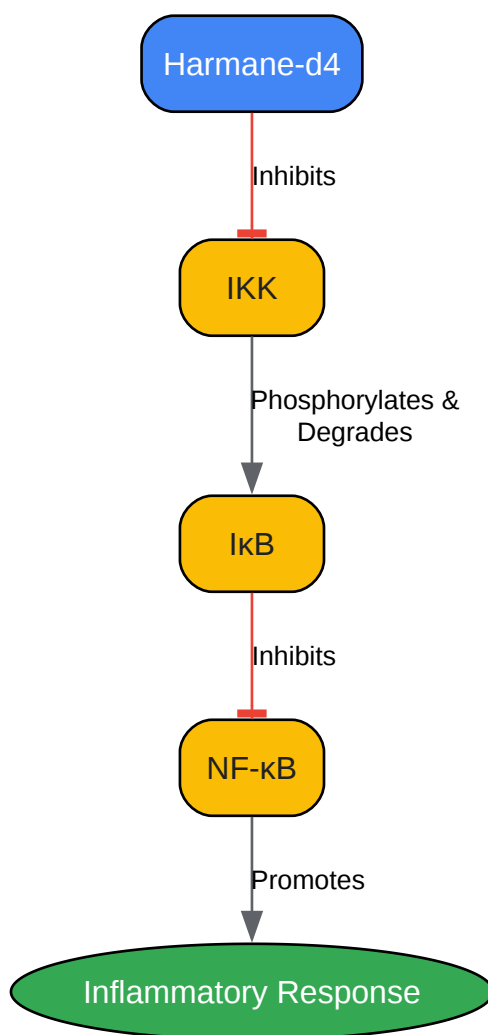 Harmane-d4
Inhibits
IKK
Phosphorylates &
Degrades
IκB
Inhibits
NF-κB
Promotes
Inflammatory Response